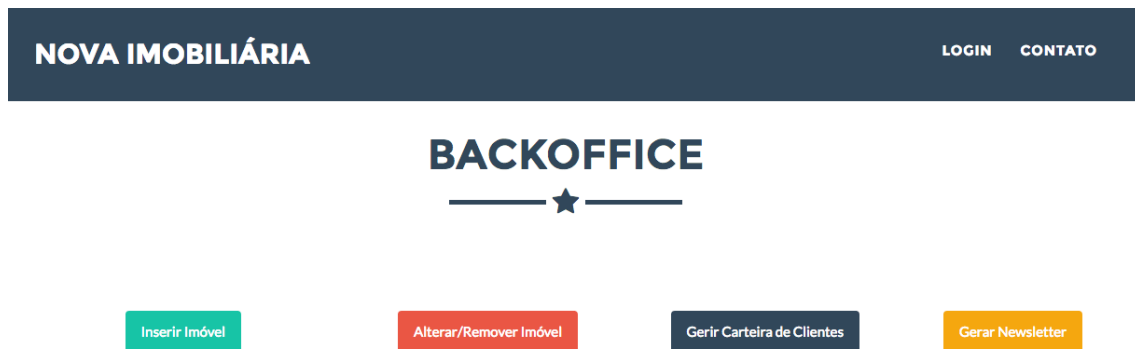 NOVA IMOBILIÁRIA LOGIN CONTATO
BACKOFFICE
Inserir Imóvel Alterar/Remover Imóvel Gerir Carteira de Clientes Gerar Newsletter